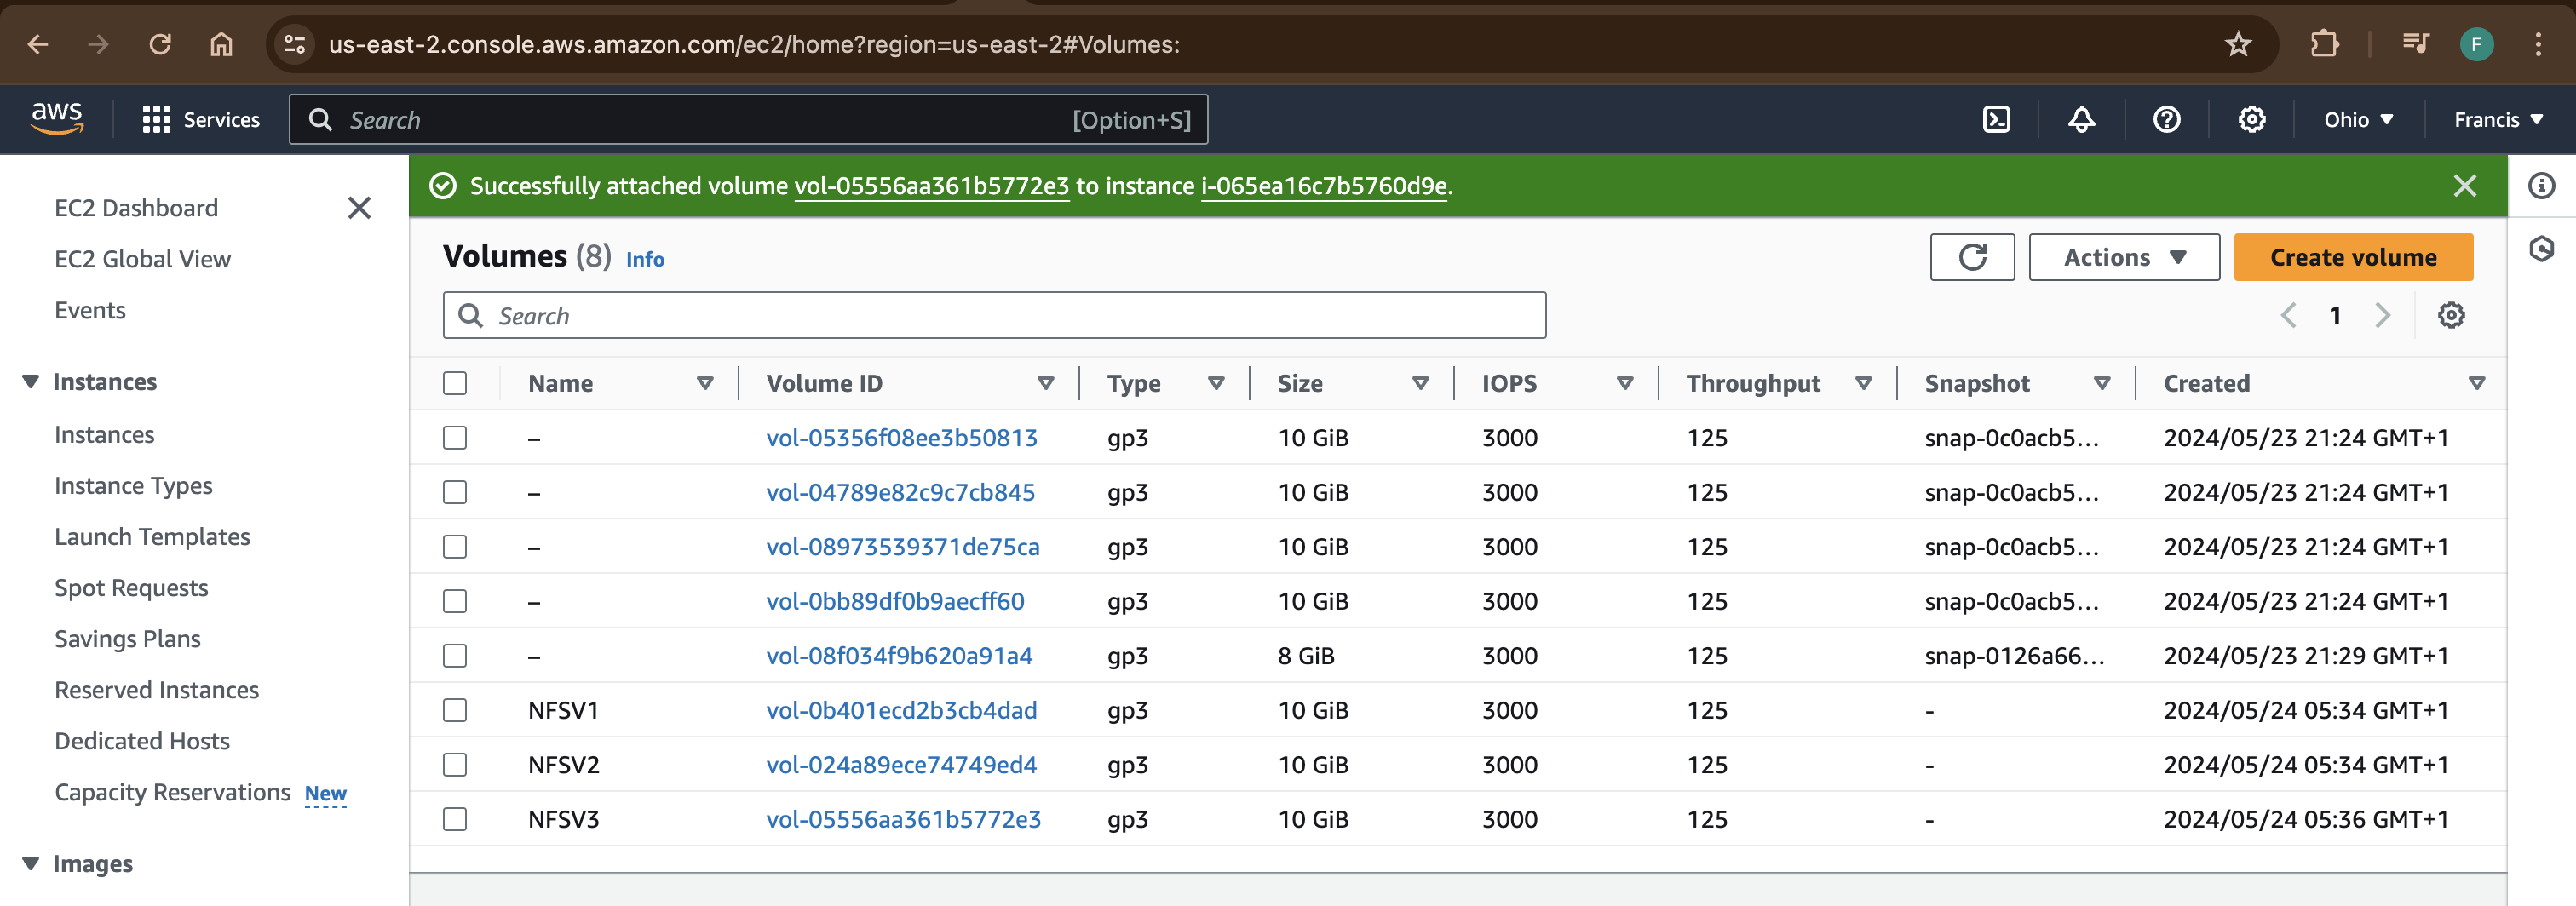 us-east-2.console.aws.amazon.com/ec2/home?region=us-east-2#Volumes:
F
aws
Services
Search
[Option+S]
Ohio
Francis
EC2 Dashboard
EC2 Global View
Events
Instances
Instances
Instance Types
Launch Templates
Spot Requests
Savings Plans
Reserved Instances
Dedicated Hosts
Capacity Reservations New
Images
Successfully attached volume vol-05556aa361b5772e3 to instance i-065ea16c7b5760d9e.
Volumes (8) Info
Actions
Create volume
Search
1
Name Volume ID Type Size IOPS Throughput Snapshot Created
– vol-05356f08ee3b50813 gp3 10 GiB 3000 125 snap-0c0acb5... 2024/05/23 21:24 GMT+1
– vol-04789e82c9c7cb845 gp3 10 GiB 3000 125 snap-0c0acb5... 2024/05/23 21:24 GMT+1
– vol-08973539371de75ca gp3 10 GiB 3000 125 snap-0c0acb5... 2024/05/23 21:24 GMT+1
– vol-0bb89df0b9aecff60 gp3 10 GiB 3000 125 snap-0c0acb5... 2024/05/23 21:24 GMT+1
– vol-08f034f9b620a91a4 gp3 8 GiB 3000 125 snap-0126a66... 2024/05/23 21:29 GMT+1
NFSV1 vol-0b401ecd2b3cb4dad gp3 10 GiB 3000 125 - 2024/05/24 05:34 GMT+1
NFSV2 vol-024a89ece74749ed4 gp3 10 GiB 3000 125 - 2024/05/24 05:34 GMT+1
NFSV3 vol-05556aa361b5772e3 gp3 10 GiB 3000 125 - 2024/05/24 05:36 GMT+1